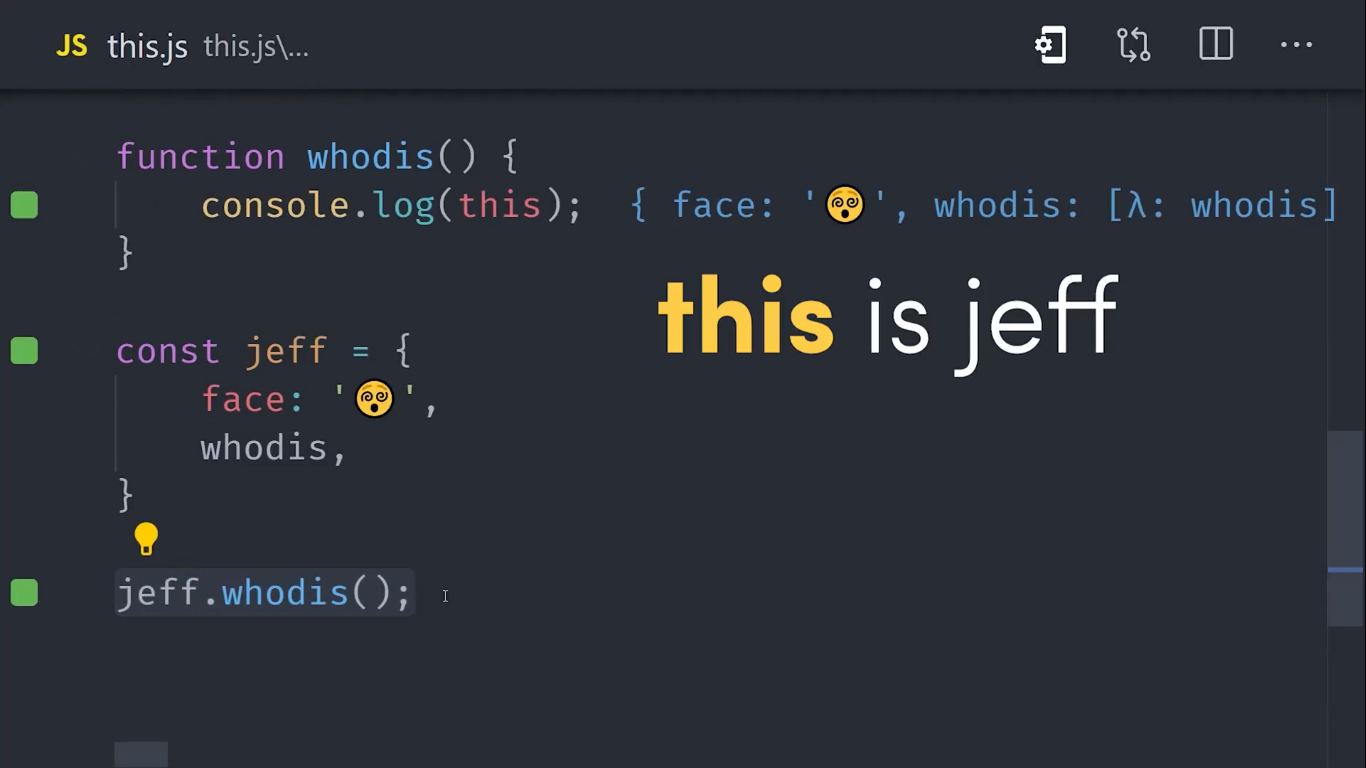 JS this.js this.js\...
function whodis() {
console.log(this); { face: '😵‍💫', whodis: [λ: whodis]
}
this is jeff
const jeff = {
face: '😵‍💫',
whodis,
}
jeff.whodis();